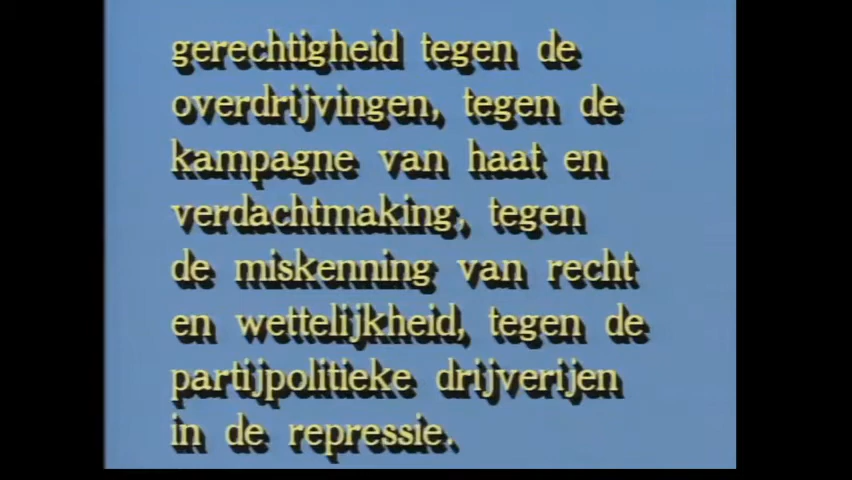 gerechtigheid tegen de
overdrijvingen, tegen de
kampagne van haat en
verdachtmaking, tegen
de miskenning van recht
en wettelijkheid, tegen de
partijpolitieke drijverijen
in de repressie.